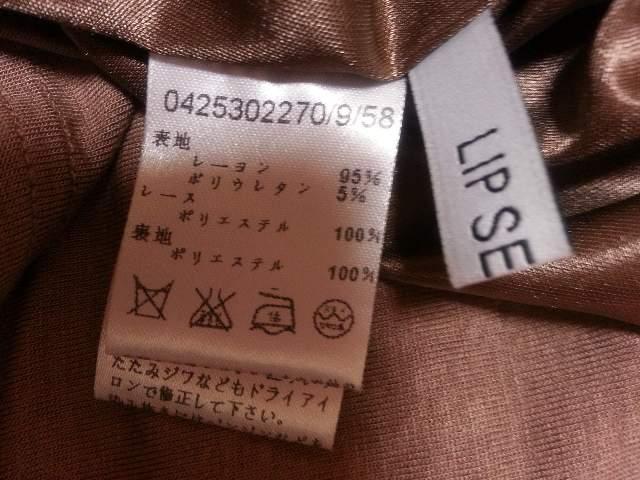 0425302270/9/58
表地
レーヨン 95%
ポリウレタン 5%
レース
ポリエステル 100%
表地
ポリエステル 100%
たたみジワなどもドライアイ
ロンで修正して下さい。
LIP SE